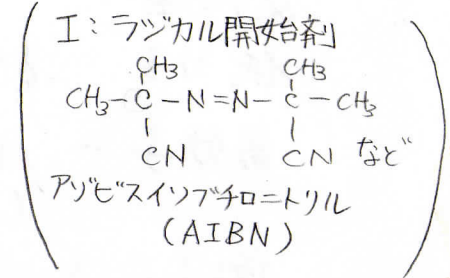 I:ラジカル開始剤
CH3 CH3
CH3-C-N=N-C-CH3
CN CN など
アゾビスイソブチロニトリル
(AIBN)